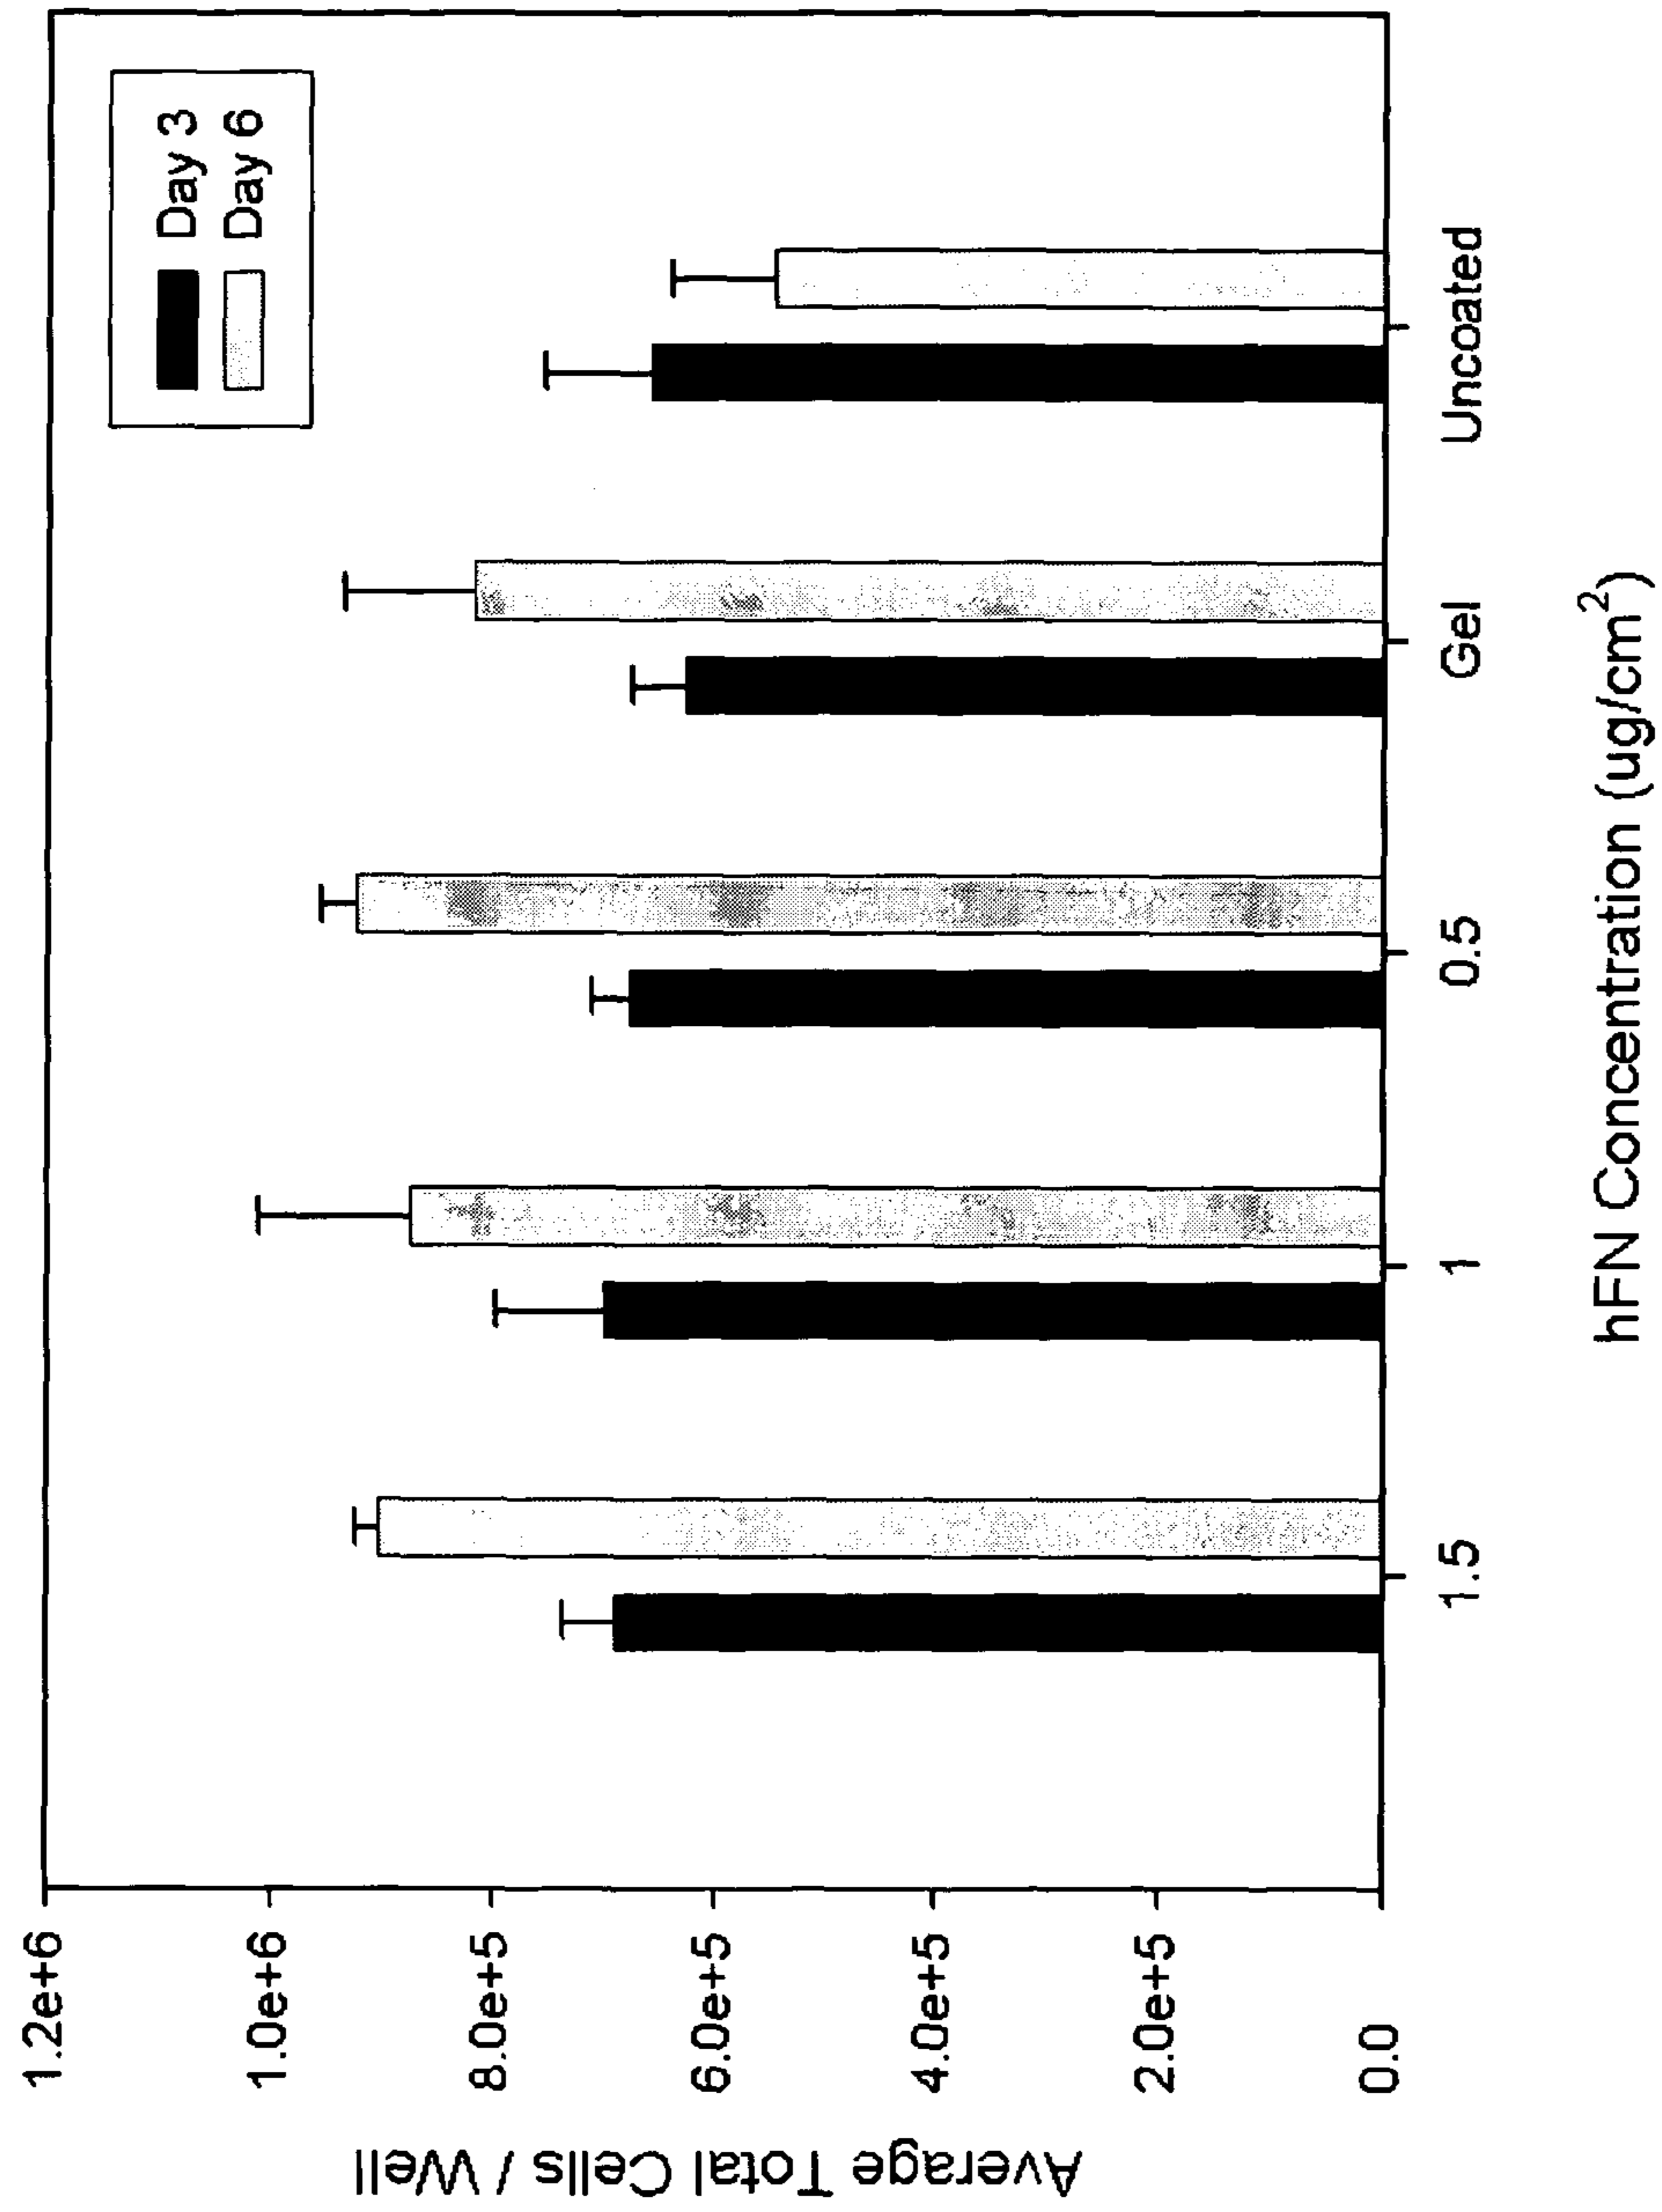 Average Total Cells / Well
1.2e+6
1.0e+6
8.0e+5
6.0e+5
4.0e+5
2.0e+5
0.0
Day 3
Day 6
1.5
1
0.5
Gel
Uncoated
hFN Concentration (ug/cm²)